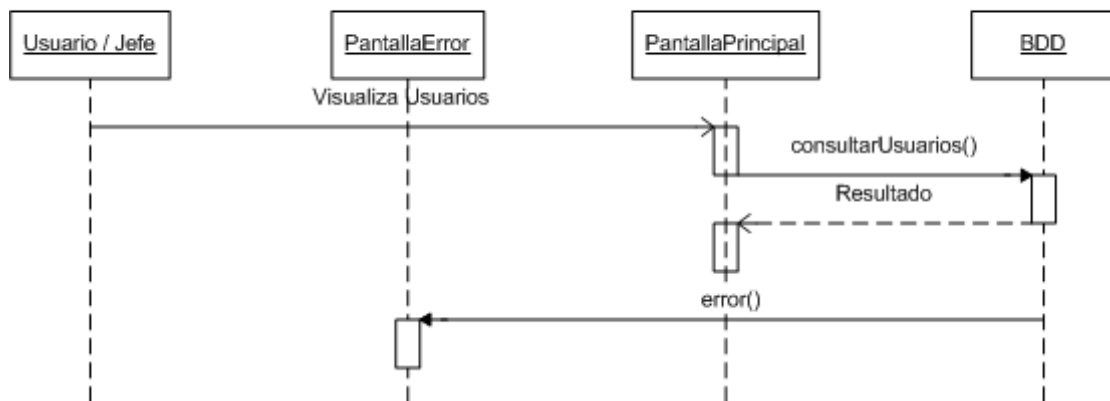 Usuario / Jefe
PantallaError
PantallaPrincipal
BDD
Visualiza Usuarios
consultarUsuarios()
Resultado
error()